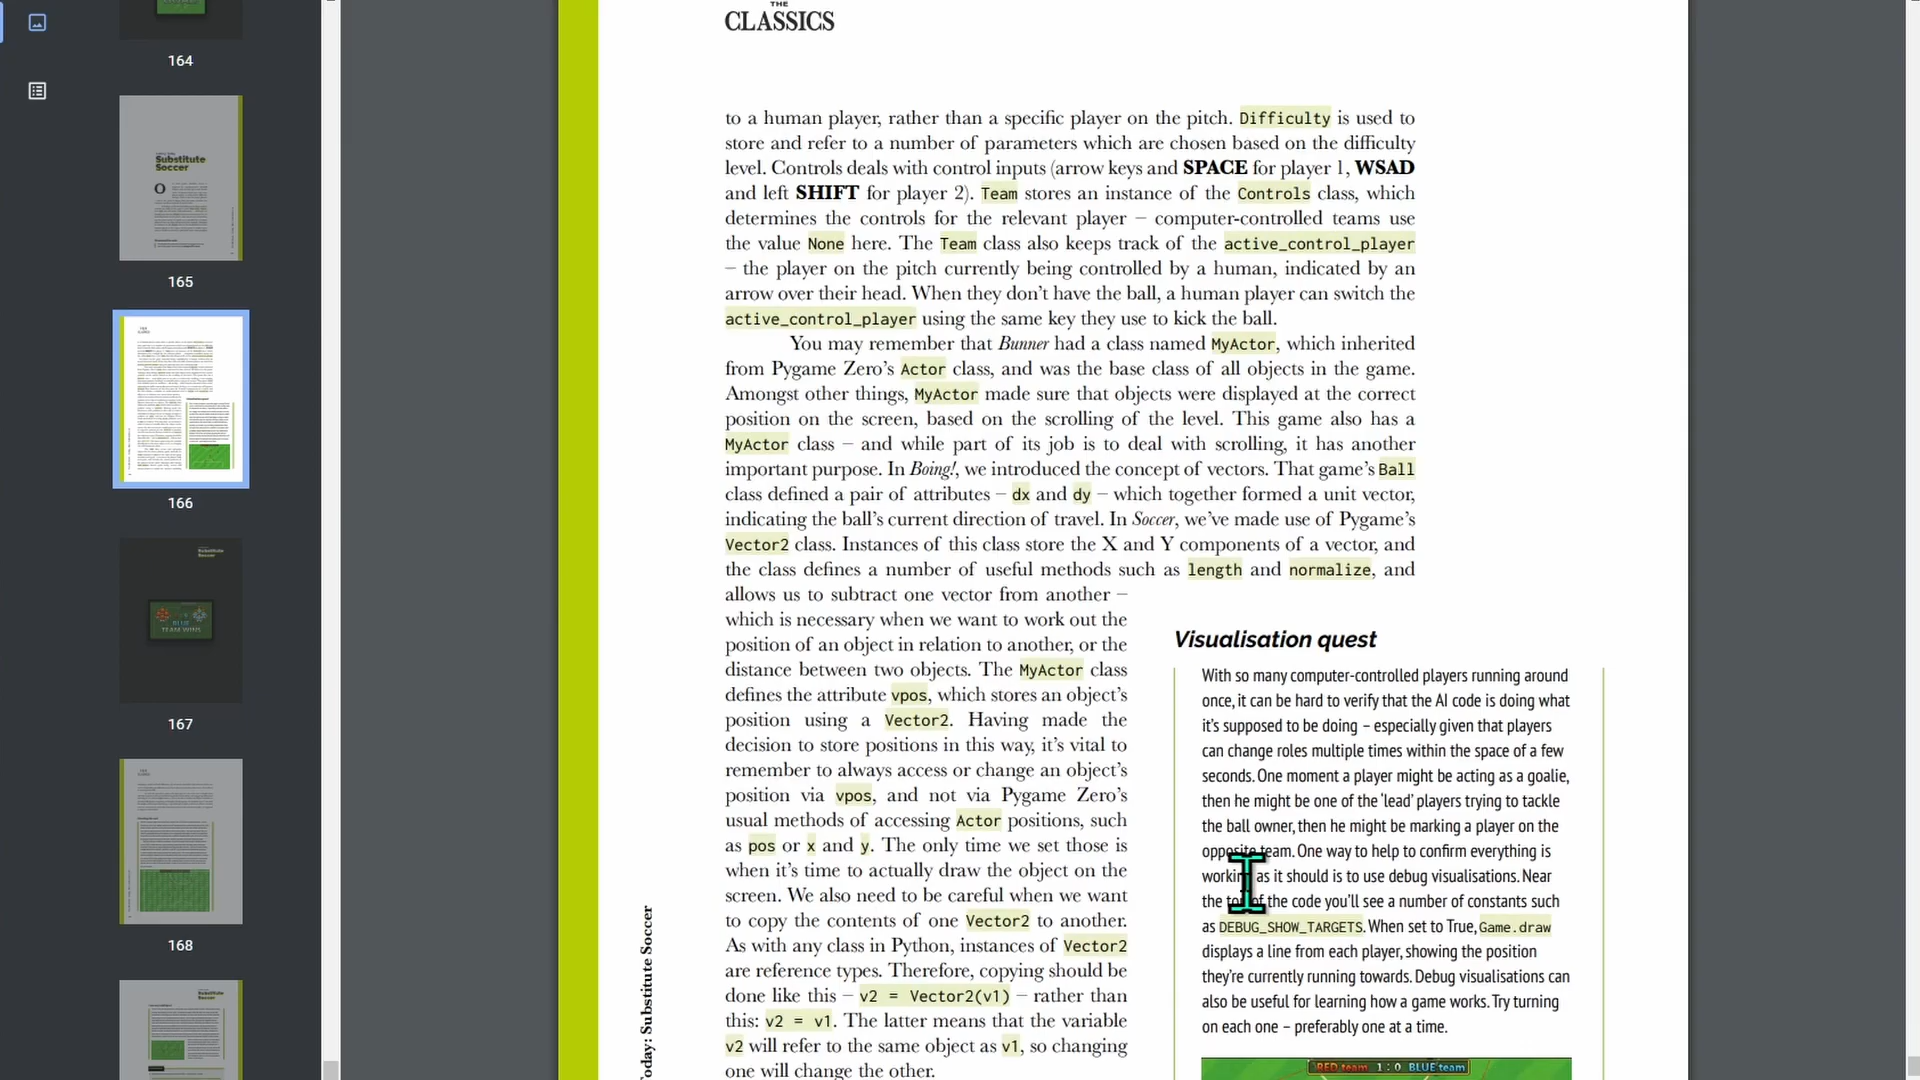 164
165
166
167
168
Substitute
Soccer
BLUE
TEAM WINS
Substitute
Soccer
Substitute
Soccer
THE
CLASSICS
to a human player, rather than a specific player on the pitch. Difficulty is used to
store and refer to a number of parameters which are chosen based on the difficulty
level. Controls deals with control inputs (arrow keys and SPACE for player 1, WSAD
and left SHIFT for player 2). Team stores an instance of the Controls class, which
determines the controls for the relevant player – computer-controlled teams use
the value None here. The Team class also keeps track of the active_control_player
– the player on the pitch currently being controlled by a human, indicated by an
arrow over their head. When they don't have the ball, a human player can switch the
active_control_player using the same key they use to kick the ball.
You may remember that Bunner had a class named MyActor, which inherited
from Pygame Zero's Actor class, and was the base class of all objects in the game.
Amongst other things, MyActor made sure that objects were displayed at the correct
position on the screen, based on the scrolling of the level. This game also has a
MyActor class – and while part of its job is to deal with scrolling, it has another
important purpose. In Boing!, we introduced the concept of vectors. That game's Ball
class defined a pair of attributes – dx and dy – which together formed a unit vector,
indicating the ball's current direction of travel. In Soccer, we've made use of Pygame's
Vector2 class. Instances of this class store the X and Y components of a vector, and
the class defines a number of useful methods such as length and normalize, and
allows us to subtract one vector from another –
which is necessary when we want to work out the
position of an object in relation to another, or the
distance between two objects. The MyActor class
defines the attribute vpos, which stores an object's
position using a Vector2. Having made the
decision to store positions in this way, it's vital to
remember to always access or change an object's
position via vpos, and not via Pygame Zero's
usual methods of accessing Actor positions, such
as pos or x and y. The only time we set those is
when it's time to actually draw the object on the
screen. We also need to be careful when we want
to copy the contents of one Vector2 to another.
As with any class in Python, instances of Vector2
are reference types. Therefore, copying should be
done like this – v2 = Vector2(v1) – rather than
this: v2 = v1. The latter means that the variable
v2 will refer to the same object as v1, so changing
one will change the other.
Visualisation quest
With so many computer-controlled players running around
once, it can be hard to verify that the AI code is doing what
it's supposed to be doing – especially given that players
can change roles multiple times within the space of a few
seconds. One moment a player might be acting as a goalie,
then he might be one of the 'lead' players trying to tackle
the ball owner, then he might be marking a player on the
opposite team. One way to help to confirm everything is
working as it should is to use debug visualisations. Near
the top of the code you'll see a number of constants such
as DEBUG_SHOW_TARGETS. When set to True, Game.draw
displays a line from each player, showing the position
they're currently running towards. Debug visualisations can
also be useful for learning how a game works. Try turning
on each one – preferably one at a time.
RED team 1 : 0 BLUE team
Today: Substitute Soccer